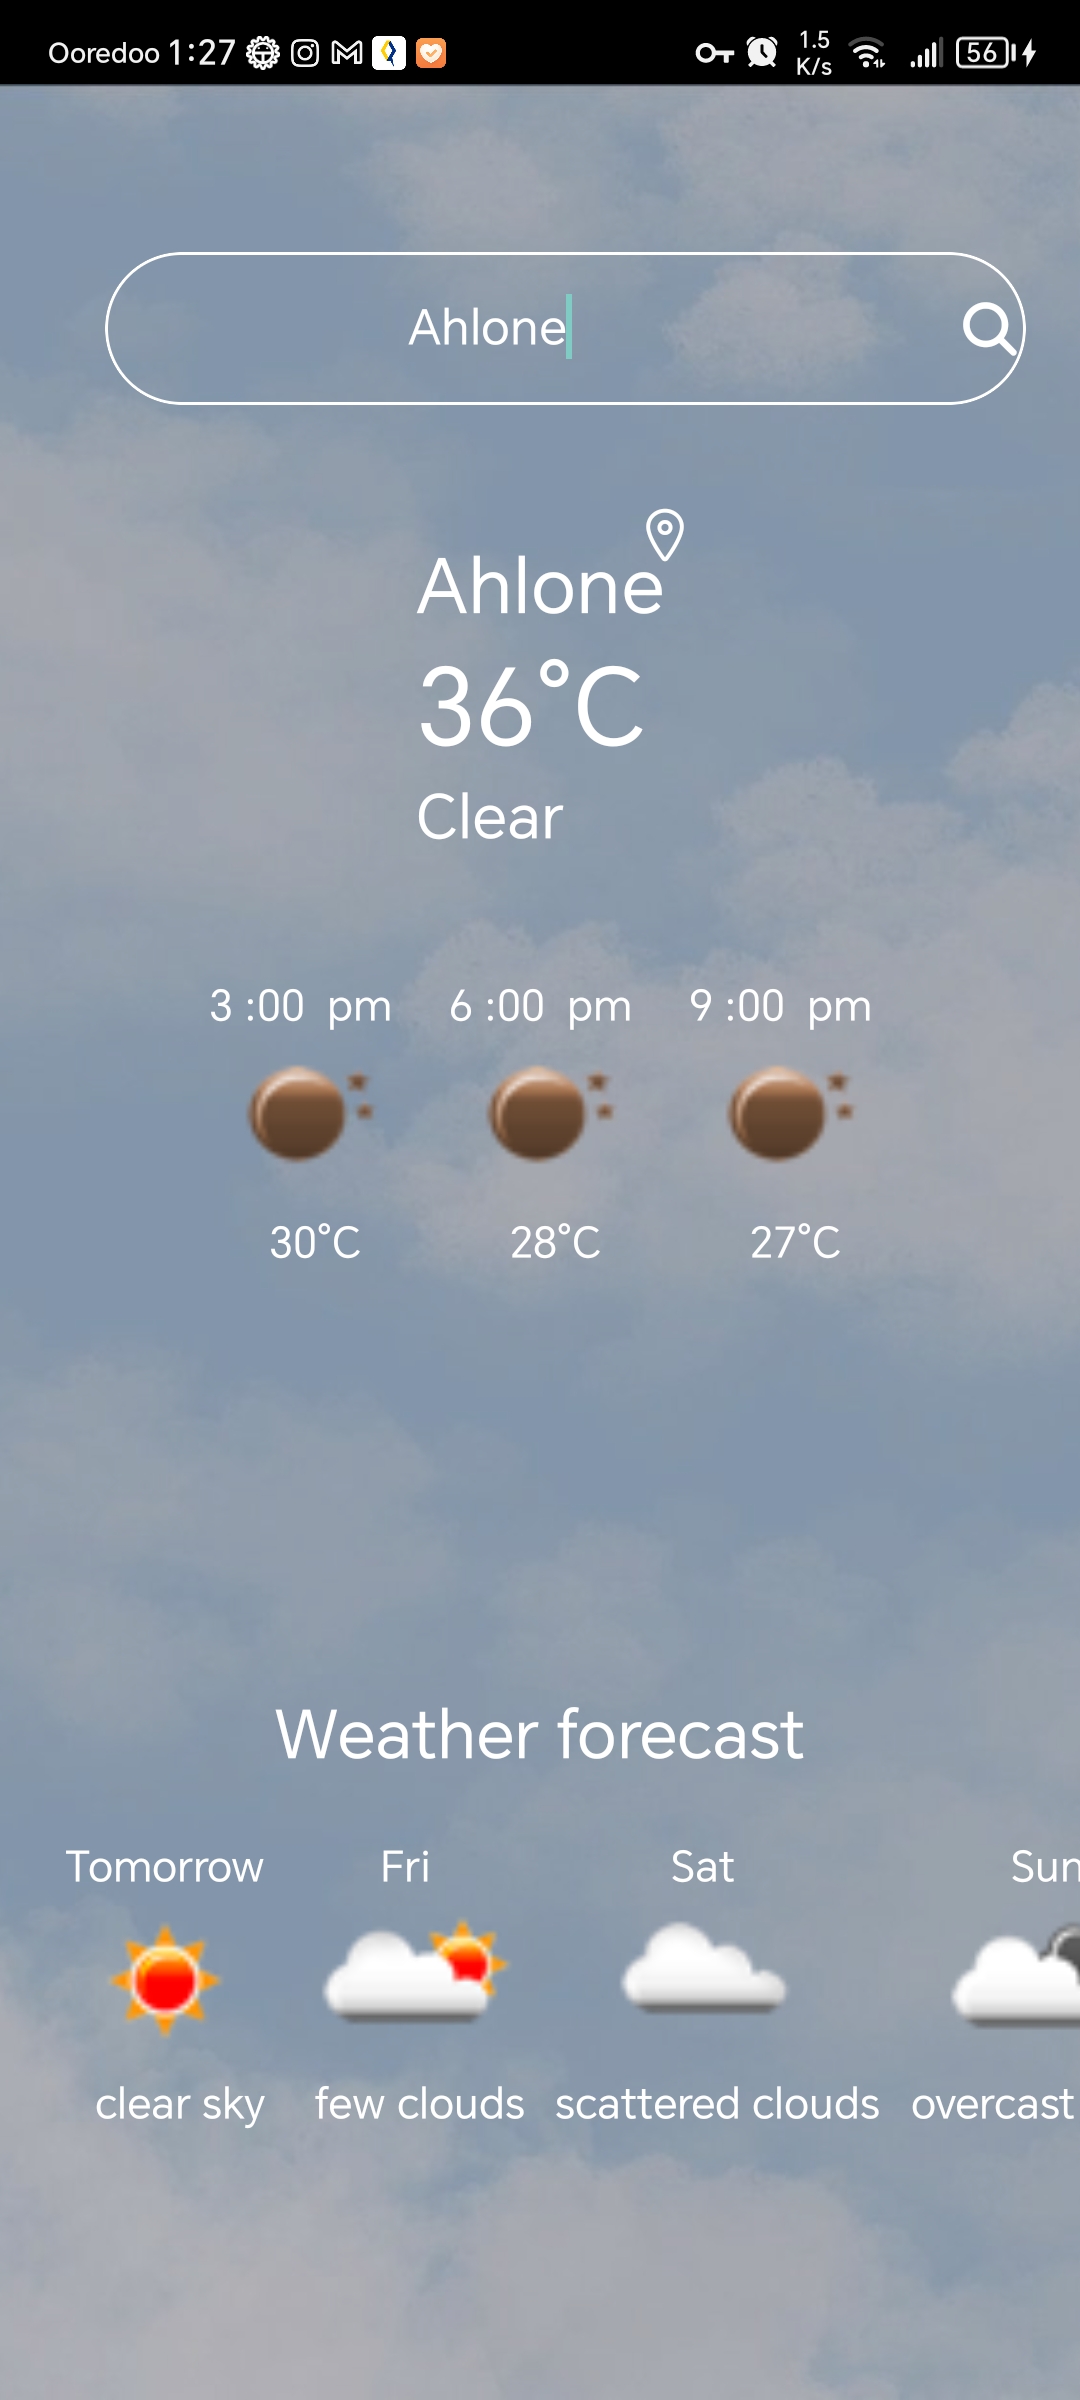 Ooredoo 1:27 1.5 K/s 56
Ahlone
Ahlone
36°C
Clear
3 :00 pm 6 :00 pm 9 :00 pm
30°C 28°C 27°C
Weather forecast
Tomorrow Fri Sat Sun
clear sky few clouds scattered clouds overcast